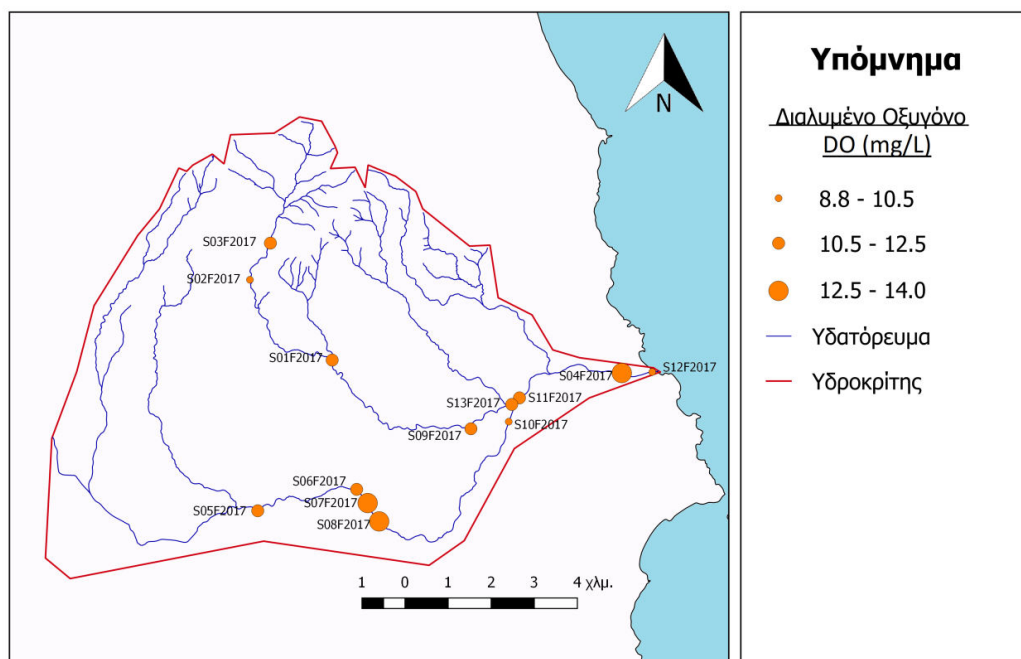 N
S03F2017
S02F2017
S01F2017
S04F2017
S12F2017
S11F2017
S13F2017
S10F2017
S09F2017
S06F2017
S07F2017
S05F2017
S08F2017
1 0 1 2 3 4 χλμ.
Υπόμνημα
Διαλυμένο Οξυγόνο
DO (mg/L)
8.8 - 10.5
10.5 - 12.5
12.5 - 14.0
Υδατόρευμα
Υδροκρίτης